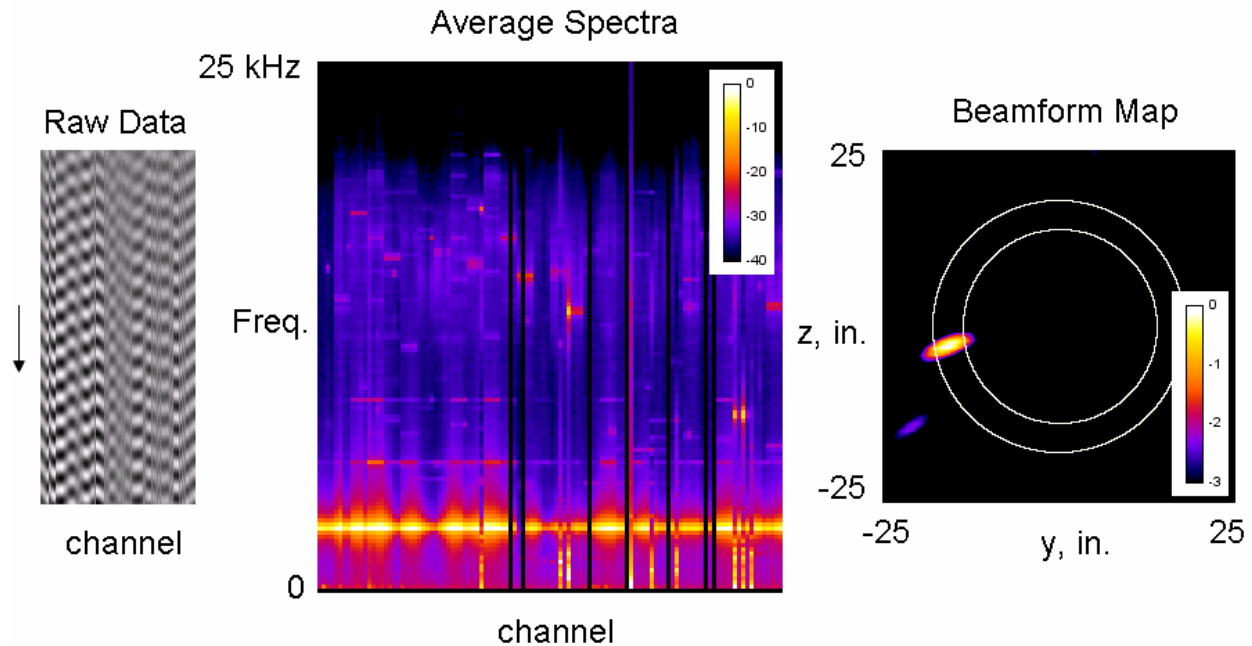 Average Spectra
25 kHz
Raw Data
Beamform Map
0
-10
-20
-30
-40
25
Freq.
z, in.
0
-1
-2
-3
-25
-25
25
channel
y, in.
0
channel